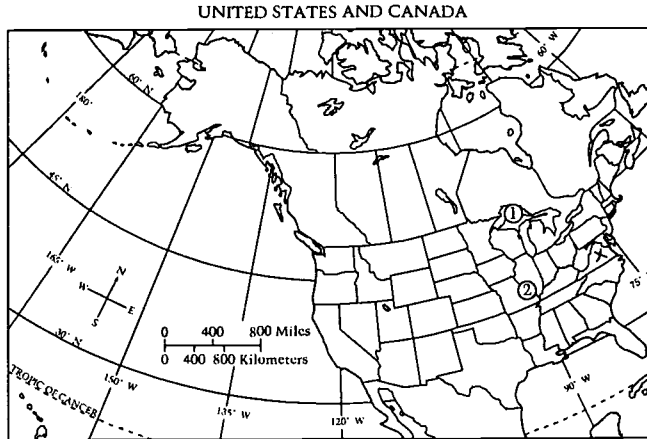 UNITED STATES AND CANADA
60° W
60° N
180°
45° N
165° W
W
N
E
S
30° N
TROPIC OF CANCER
150° W
135° W
120° W
90° W
75°
0 400 800 Miles
0 400 800 Kilometers
1
2
X